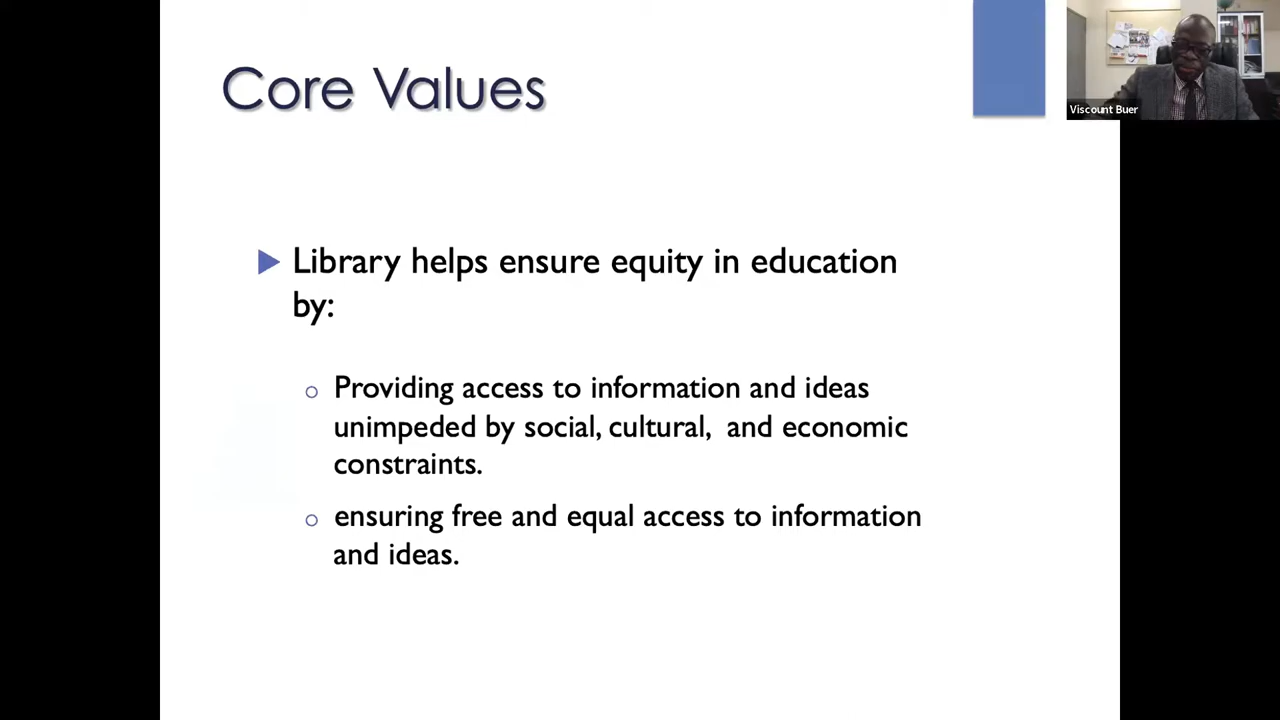 Core Values
Viscount Buer
Library helps ensure equity in education
by:
Providing access to information and ideas
unimpeded by social, cultural, and economic
constraints.
ensuring free and equal access to information
and ideas.